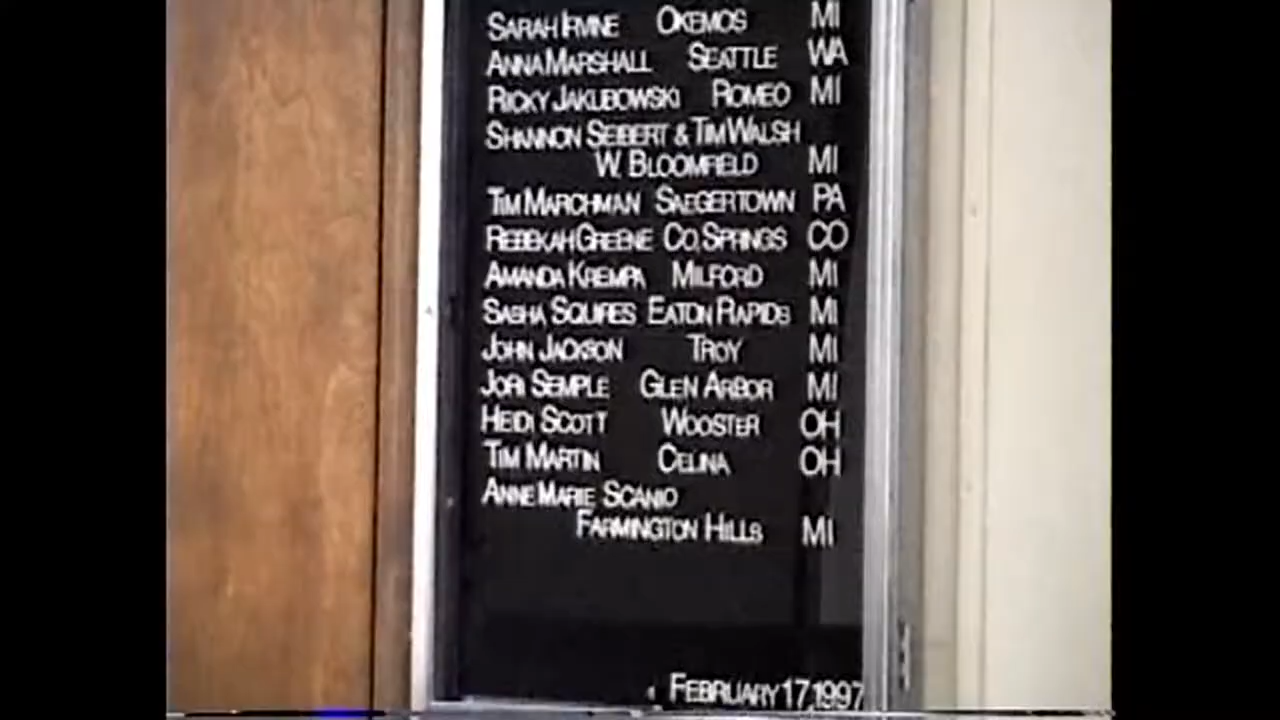 SARAH IRVINE OKEMOS MI
ANNA MARSHALL SEATTLE WA
RICKY JAKUBOWSKI ROMEO MI
SHANNON SEIBERT & TIM WALSH
W. BLOOMFIELD MI
TIM MARCHMAN SAEGERTOWN PA
REBEKAH GREENE CO. SPRINGS CO
AMANDA KREMPA MILFORD MI
SASHA SQUIRES EATON RAPIDS MI
JOHN JACKSON TROY MI
JORI SEMPLE GLEN ARBOR MI
HEIDI SCOTT WOOSTER OH
TIM MARTIN CELINA OH
ANNE MARIE SCANIO
FARMINGTON HILLS MI
FEBRUARY 17, 1997